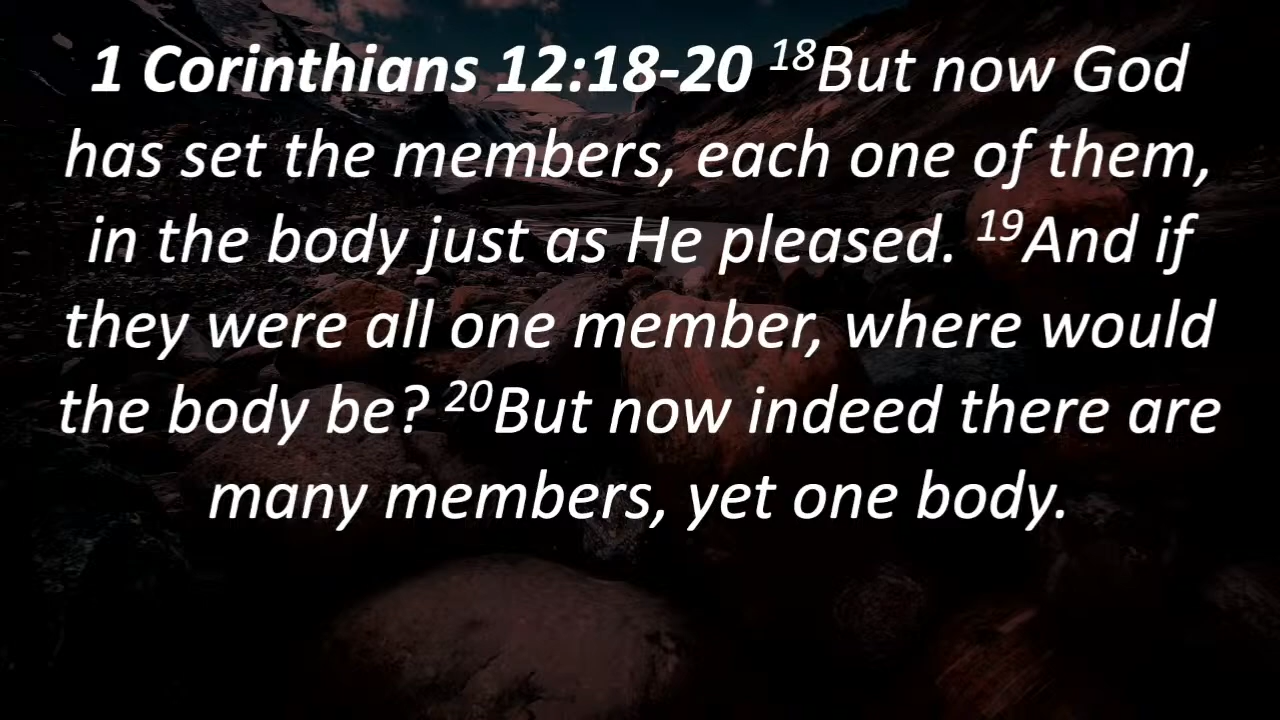 1 Corinthians 12:18-20 18But now God
has set the members, each one of them,
in the body just as He pleased. 19And if
they were all one member, where would
the body be? 20But now indeed there are
many members, yet one body.